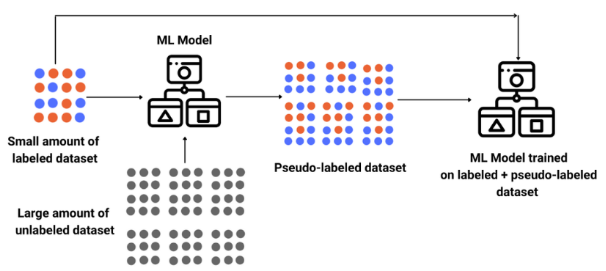 ML Model
Small amount of
labeled dataset
Large amount of
unlabeled dataset
Pseudo-labeled dataset
ML Model trained
on labeled + pseudo-labeled
dataset